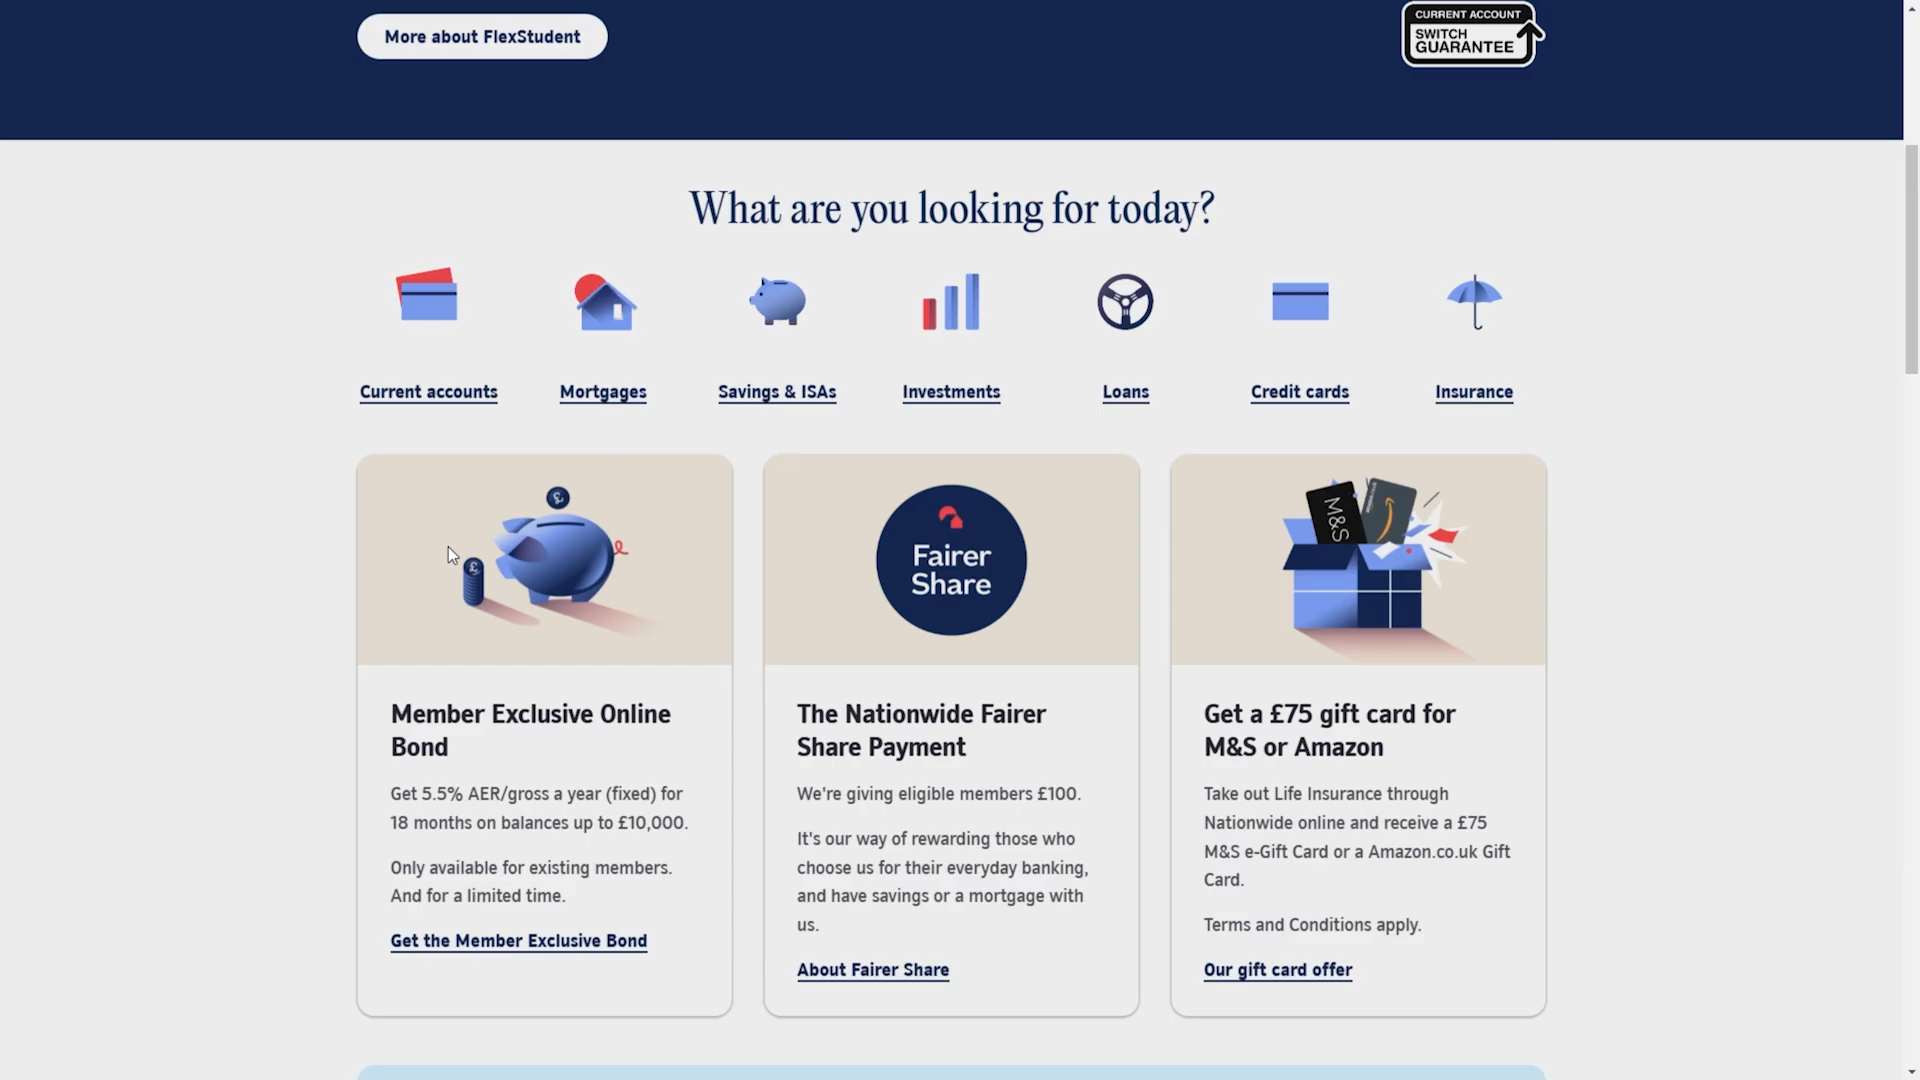 More about FlexStudent
CURRENT ACCOUNT
SWITCH
GUARANTEE
What are you looking for today?
Current accounts
Mortgages
Savings & ISAs
Investments
Loans
Credit cards
Insurance
£
£
Member Exclusive Online
Bond
Get 5.5% AER/gross a year (fixed) for
18 months on balances up to £10,000.
Only available for existing members.
And for a limited time.
Get the Member Exclusive Bond
Fairer
Share
The Nationwide Fairer
Share Payment
We're giving eligible members £100.
It's our way of rewarding those who
choose us for their everyday banking,
and have savings or a mortgage with
us.
About Fairer Share
M&S
Get a £75 gift card for
M&S or Amazon
Take out Life Insurance through
Nationwide online and receive a £75
M&S e-Gift Card or a Amazon.co.uk Gift
Card.
Terms and Conditions apply.
Our gift card offer